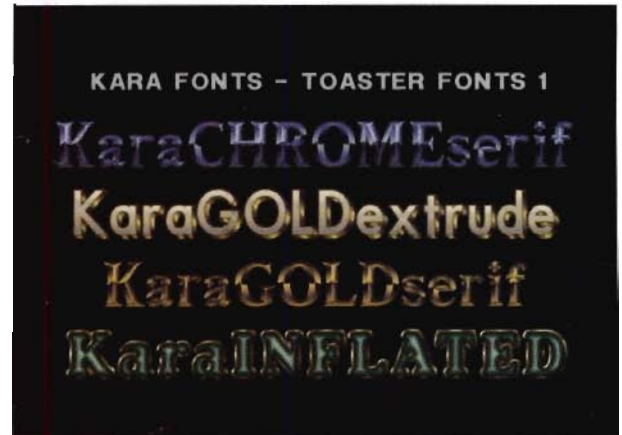 KARA FONTS - TOASTER FONTS 1
KaraCHROMEserif
KaraGOLDextrude
KaraGOLDserif
KaraINFLATED